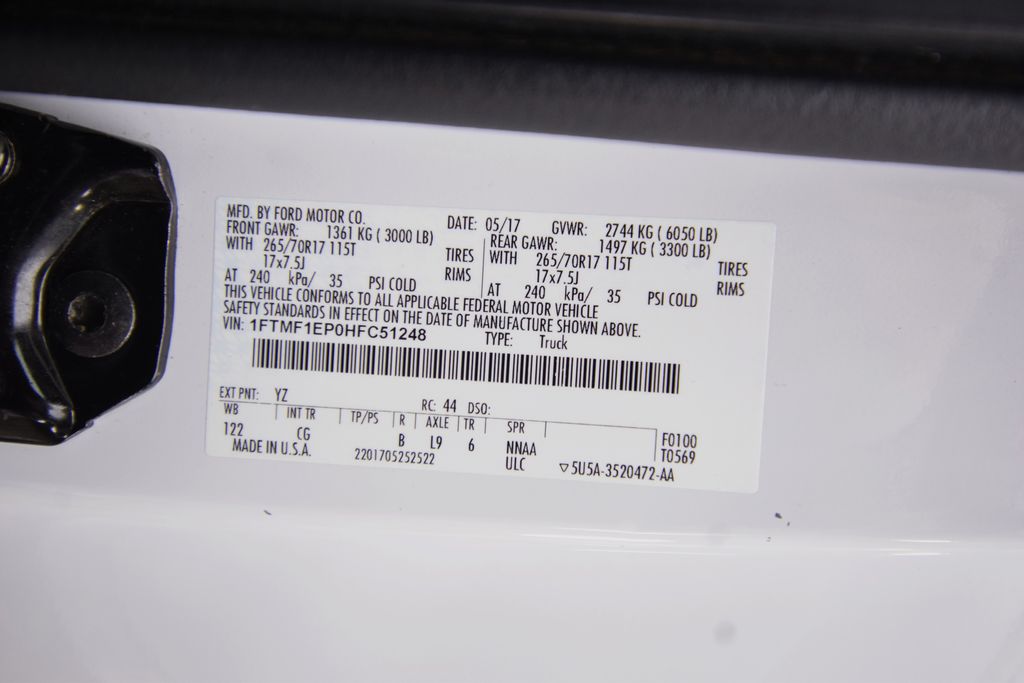 MFD. BY FORD MOTOR CO. DATE: 05/17 GVWR: 2744 KG ( 6050 LB)
FRONT GAWR: 1361 KG ( 3000 LB) REAR GAWR: 1497 KG ( 3300 LB)
WITH 265/70R17 115T TIRES WITH 265/70R17 115T TIRES
17x7.5J RIMS 17x7.5J RIMS
AT 240 kPa/ 35 PSI COLD AT 240 kPa/ 35 PSI COLD
THIS VEHICLE CONFORMS TO ALL APPLICABLE FEDERAL MOTOR VEHICLE
SAFETY STANDARDS IN EFFECT ON THE DATE OF MANUFACTURE SHOWN ABOVE.
VIN: 1FTMF1EP0HFC51248 TYPE: Truck
EXT PNT: YZ RC: 44 DSO:
WB INT TR TP/PS R AXLE TR SPR
122 CG B L9 6 NNAA F0100
MADE IN U.S.A. 2201705252522 ULC ▽5U5A-3520472-AA T0569